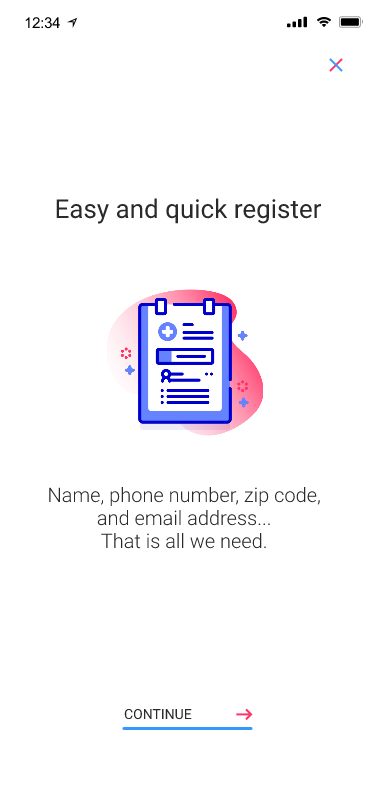 12:34
Easy and quick register
Name, phone number, zip code,
and email address...
That is all we need.
CONTINUE